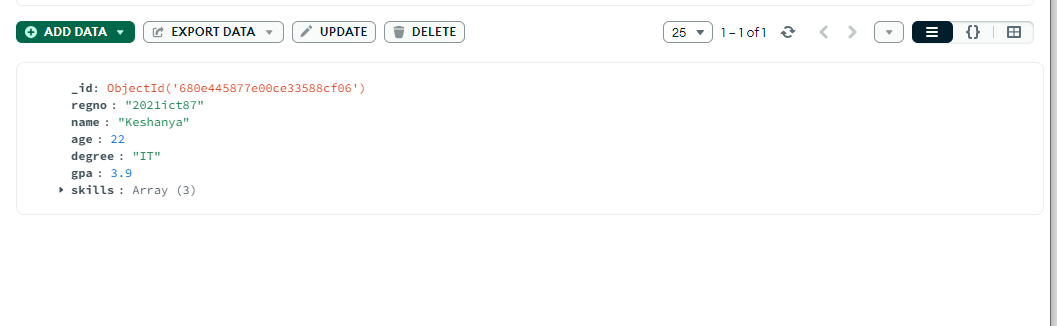 ADD DATA EXPORT DATA UPDATE DELETE 25 1 – 1 of 1 {}
_id: ObjectId('680e445877e00ce33588cf06')
regno : "2021ict87"
name : "Keshanya"
age : 22
degree : "IT"
gpa : 3.9
skills : Array (3)